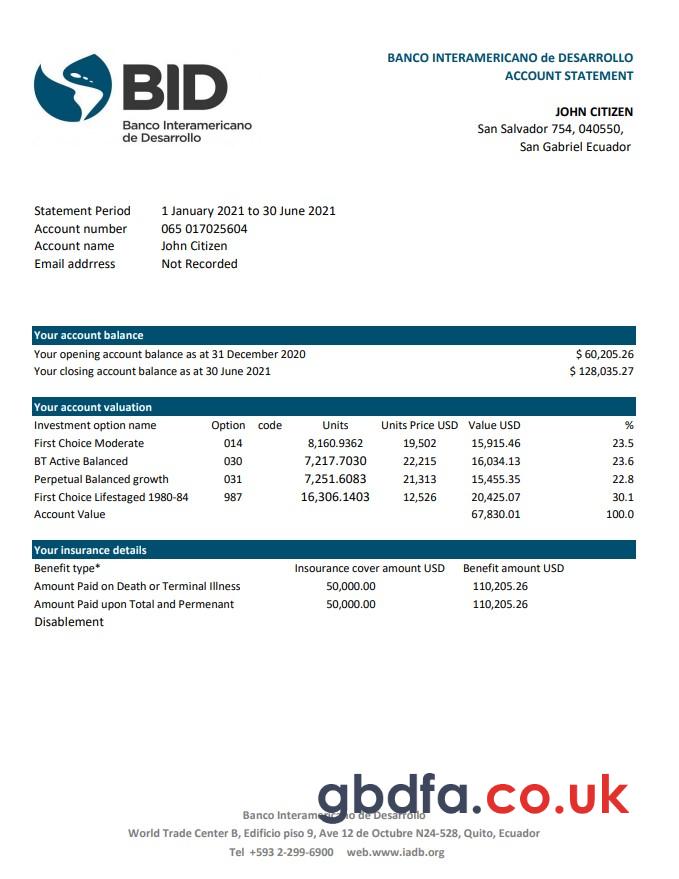 BID
Banco Interamericano
de Desarrollo
BANCO INTERAMERICANO de DESARROLLO
ACCOUNT STATEMENT
JOHN CITIZEN
San Salvador 754, 040550,
San Gabriel Ecuador
Statement Period 1 January 2021 to 30 June 2021
Account number 065 017025604
Account name John Citizen
Email addrress Not Recorded
Your account balance
Your opening account balance as at 31 December 2020 $ 60,205.26
Your closing account balance as at 30 June 2021 $ 128,035.27
Your account valuation
Investment option name Option code Units Units Price USD Value USD %
First Choice Moderate 014 8,160.9362 19,502 15,915.46 23.5
BT Active Balanced 030 7,217.7030 22,215 16,034.13 23.6
Perpetual Balanced growth 031 7,251.6083 21,313 15,455.35 22.8
First Choice Lifestaged 1980-84 987 16,306.1403 12,526 20,425.07 30.1
Account Value 67,830.01 100.0
Your insurance details
Benefit type* Insourance cover amount USD Benefit amount USD
Amount Paid on Death or Terminal Illness 50,000.00 110,205.26
Amount Paid upon Total and Permenant 50,000.00 110,205.26
Disablement
gbdfa.co.uk
Banco Interamericano de Desarrollo
World Trade Center B, Edificio piso 9, Ave 12 de Octubre N24-528, Quito, Ecuador
Tel +593 2-299-6900 web.www.iadb.org